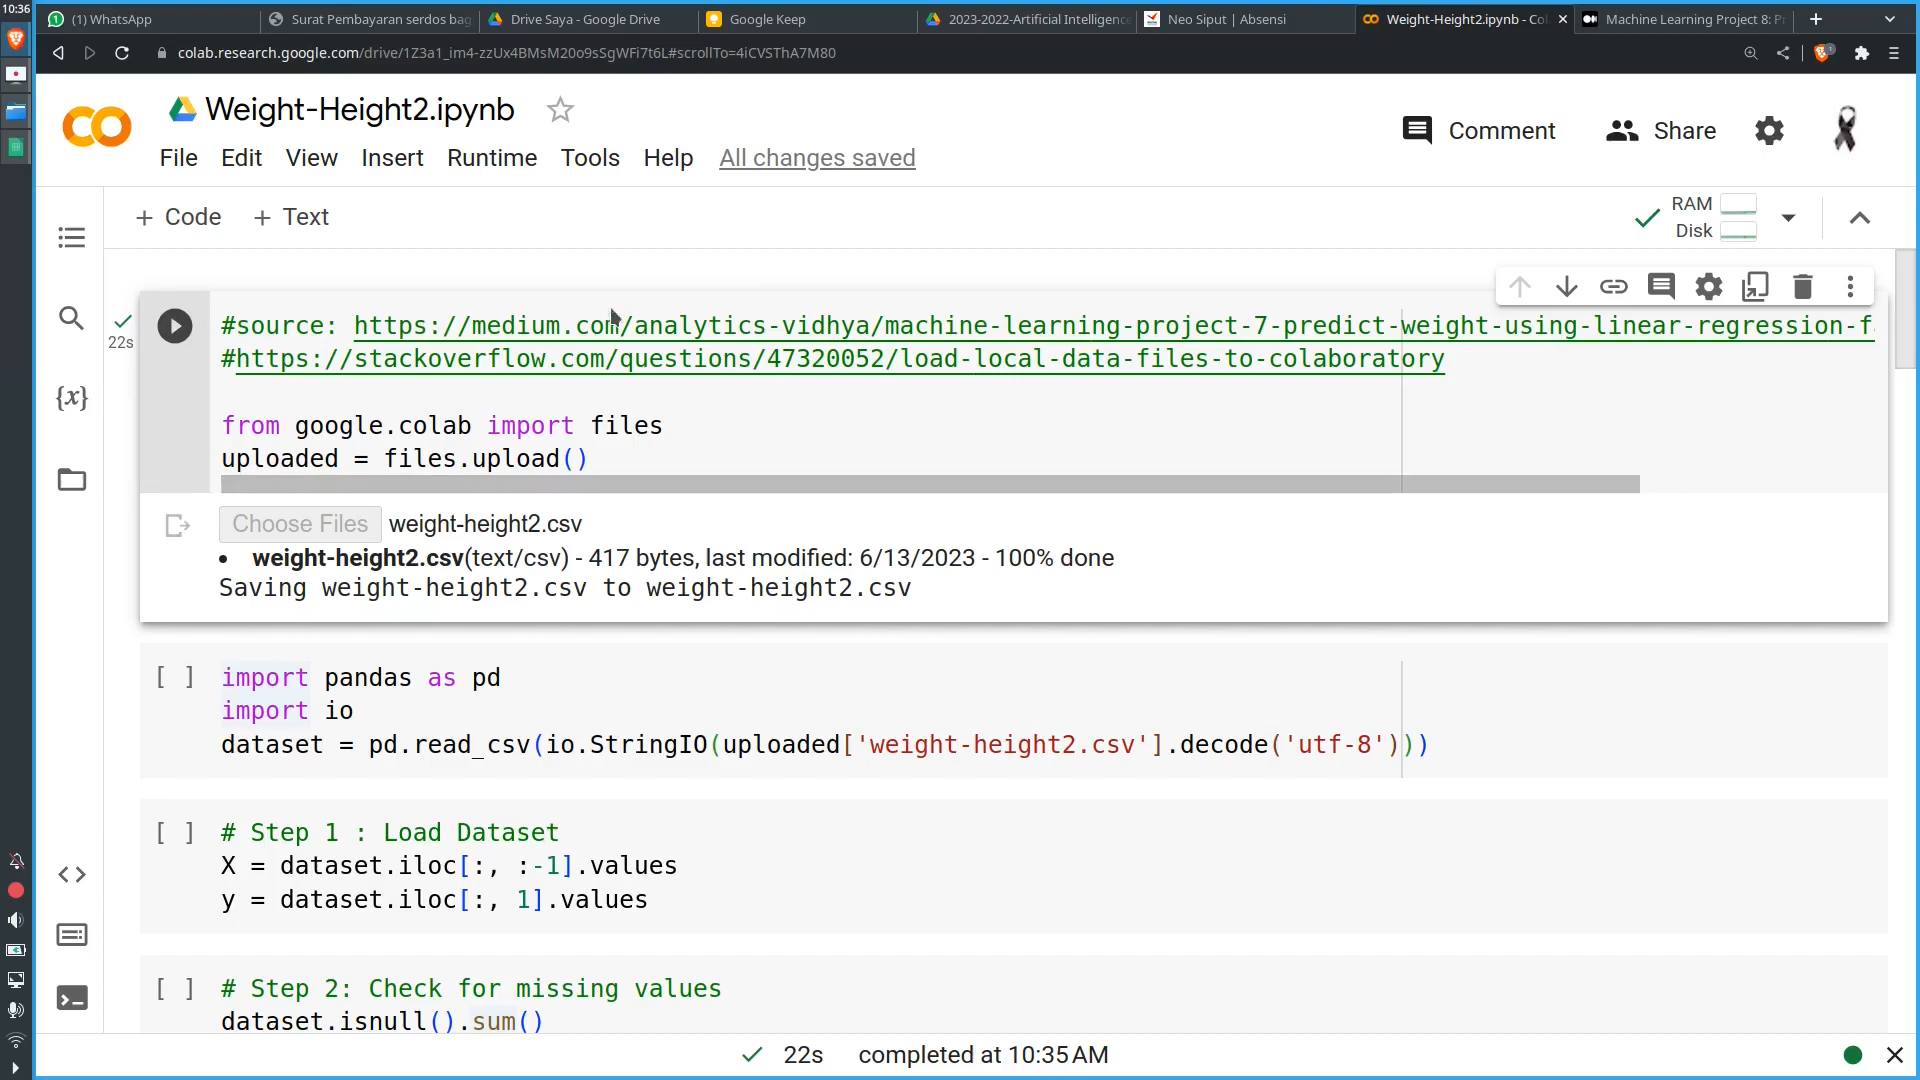 10:36
(1) WhatsApp
Surat Pembayaran serdos bag
Drive Saya - Google Drive
Google Keep
2023-2022-Artificial Intelligence
Neo Siput | Absensi
Weight-Height2.ipynb - Co
Machine Learning Project 8: Pr
colab.research.google.com/drive/1Z3a1_im4-zzUx4BMsM20o9sSgWFi7t6L#scrollTo=4iCVSThA7M80
Weight-Height2.ipynb
Comment
Share
File Edit View Insert Runtime Tools Help All changes saved
+ Code + Text
RAM
Disk
22s
#source: https://medium.com/analytics-vidhya/machine-learning-project-7-predict-weight-using-linear-regression-f
#https://stackoverflow.com/questions/47320052/load-local-data-files-to-colaboratory
from google.colab import files
uploaded = files.upload()
Choose Files weight-height2.csv
• weight-height2.csv(text/csv) - 417 bytes, last modified: 6/13/2023 - 100% done
Saving weight-height2.csv to weight-height2.csv
[ ] import pandas as pd
import io
dataset = pd.read_csv(io.StringIO(uploaded['weight-height2.csv'].decode('utf-8')))
[ ] # Step 1 : Load Dataset
X = dataset.iloc[:, :-1].values
y = dataset.iloc[:, 1].values
[ ] # Step 2: Check for missing values
dataset.isnull().sum()
22s completed at 10:35 AM